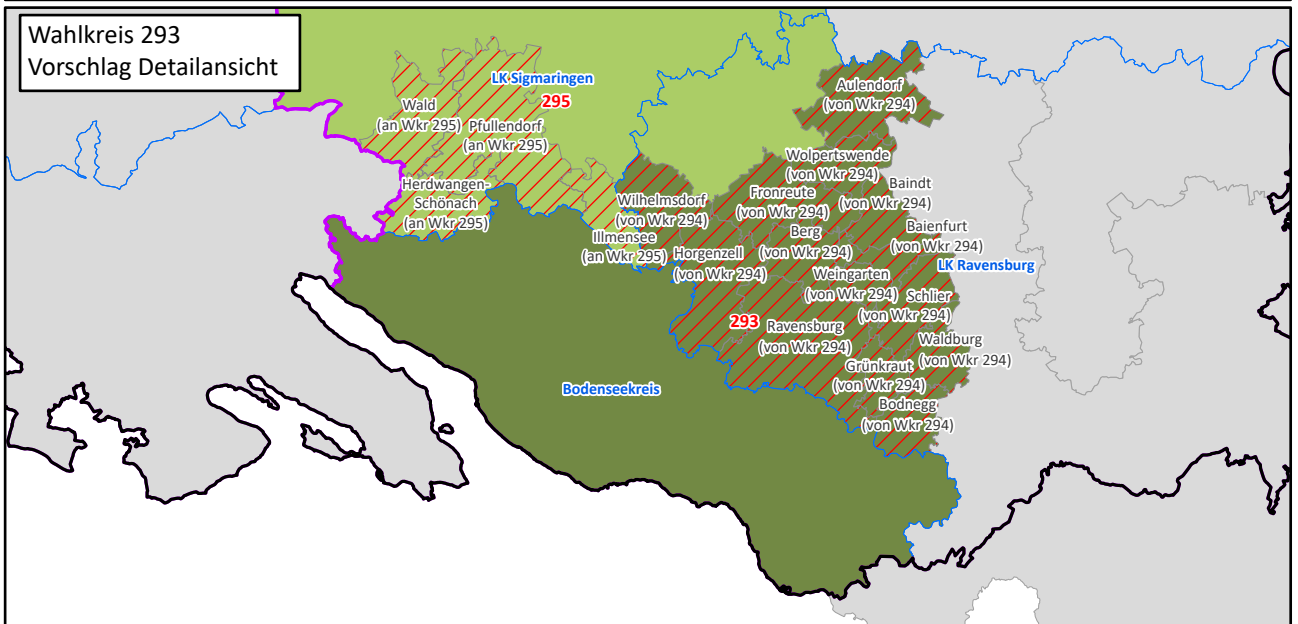 Wahlkreis 293
Vorschlag Detailansicht
LK Sigmaringen
295
Wald
(an Wkr 295)
Pfullendorf
(an Wkr 295)
Herdwangen-
Schönach
(an Wkr 295)
Illmensee
(an Wkr 295)
Aulendorf
(von Wkr 294)
Wolpertswende
(von Wkr 294)
Wilhelmsdorf
(von Wkr 294)
Fronreute
(von Wkr 294)
Baindt
(von Wkr 294)
Baienfurt
(von Wkr 294)
Berg
(von Wkr 294)
Horgenzell
(von Wkr 294)
LK Ravensburg
Weingarten
(von Wkr 294)
Schlier
(von Wkr 294)
293
Ravensburg
(von Wkr 294)
Waldburg
(von Wkr 294)
Grünkraut
(von Wkr 294)
Bodnegg
(von Wkr 294)
Bodenseekreis